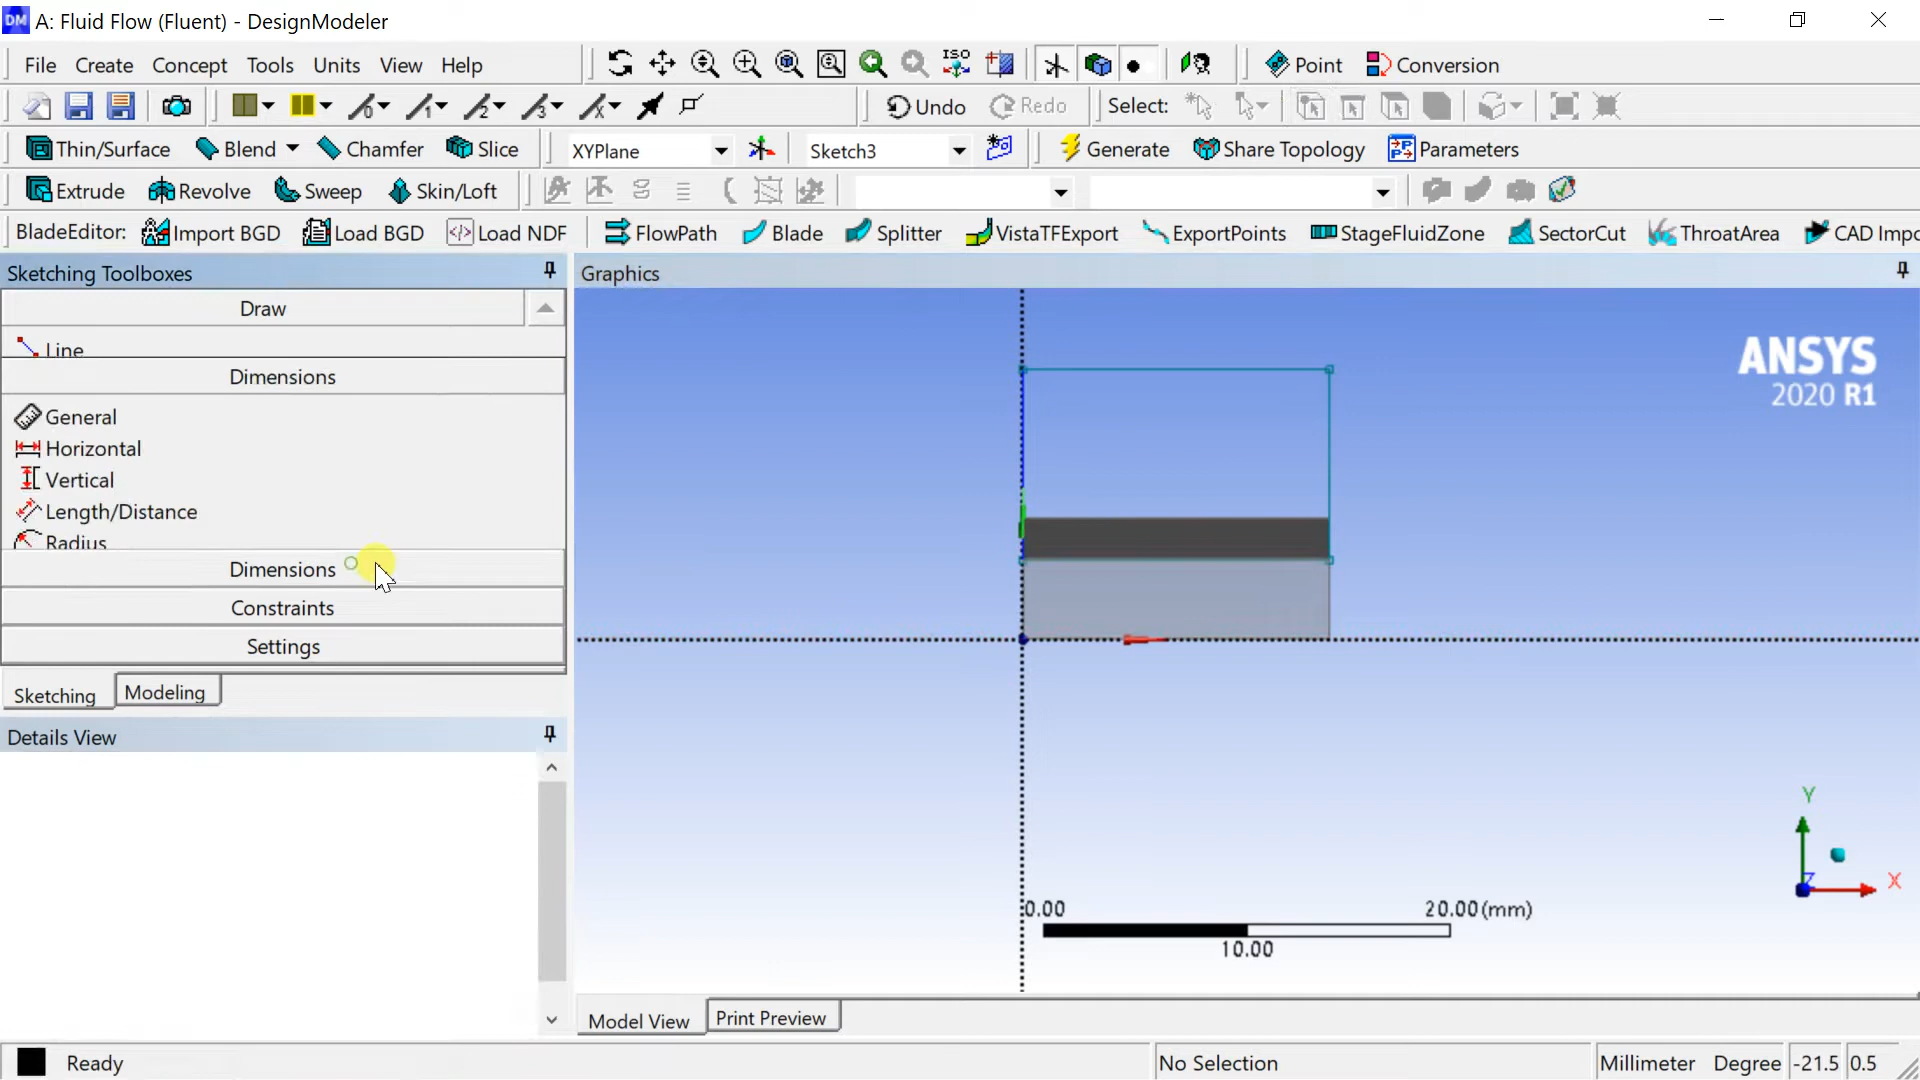 DM A: Fluid Flow (Fluent) - DesignModeler
File Create Concept Tools Units View Help ISO Point Conversion
Undo Redo Select:
Thin/Surface Blend Chamfer Slice XYPlane Sketch3 Generate Share Topology Parameters
Extrude Revolve Sweep Skin/Loft
BladeEditor: Import BGD Load BGD Load NDF FlowPath Blade Splitter VistaTFExport ExportPoints StageFluidZone SectorCut ThroatArea CAD Impo
Sketching Toolboxes
Draw
Line
Dimensions
General
Horizontal
Vertical
Length/Distance
Radius
Dimensions
Constraints
Settings
Sketching Modeling
Details View
Graphics
ANSYS
2020 R1
Y
Z
X
0.00 20.00 (mm)
10.00
Model View Print Preview
Ready No Selection Millimeter Degree -21.5 0.5